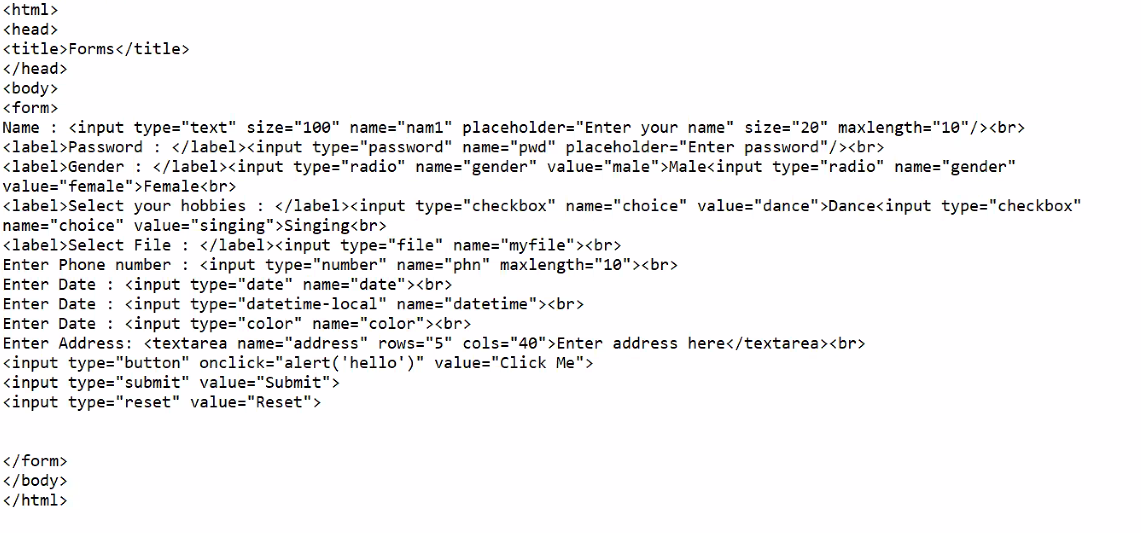 <html>
<head>
<title>Forms</title>
</head>
<body>
<form>
Name : <input type="text" size="100" name="nam1" placeholder="Enter your name" size="20" maxlength="10"/><br>
<label>Password : </label><input type="password" name="pwd" placeholder="Enter password"/><br>
<label>Gender : </label><input type="radio" name="gender" value="male">Male<input type="radio" name="gender"
value="female">Female<br>
<label>Select your hobbies : </label><input type="checkbox" name="choice" value="dance">Dance<input type="checkbox"
name="choice" value="singing">Singing<br>
<label>Select File : </label><input type="file" name="myfile"><br>
Enter Phone number : <input type="number" name="phn" maxlength="10"><br>
Enter Date : <input type="date" name="date"><br>
Enter Date : <input type="datetime-local" name="datetime"><br>
Enter Date : <input type="color" name="color"><br>
Enter Address: <textarea name="address" rows="5" cols="40">Enter address here</textarea><br>
<input type="button" onclick="alert('hello')" value="Click Me">
<input type="submit" value="Submit">
<input type="reset" value="Reset">
</form>
</body>
</html>